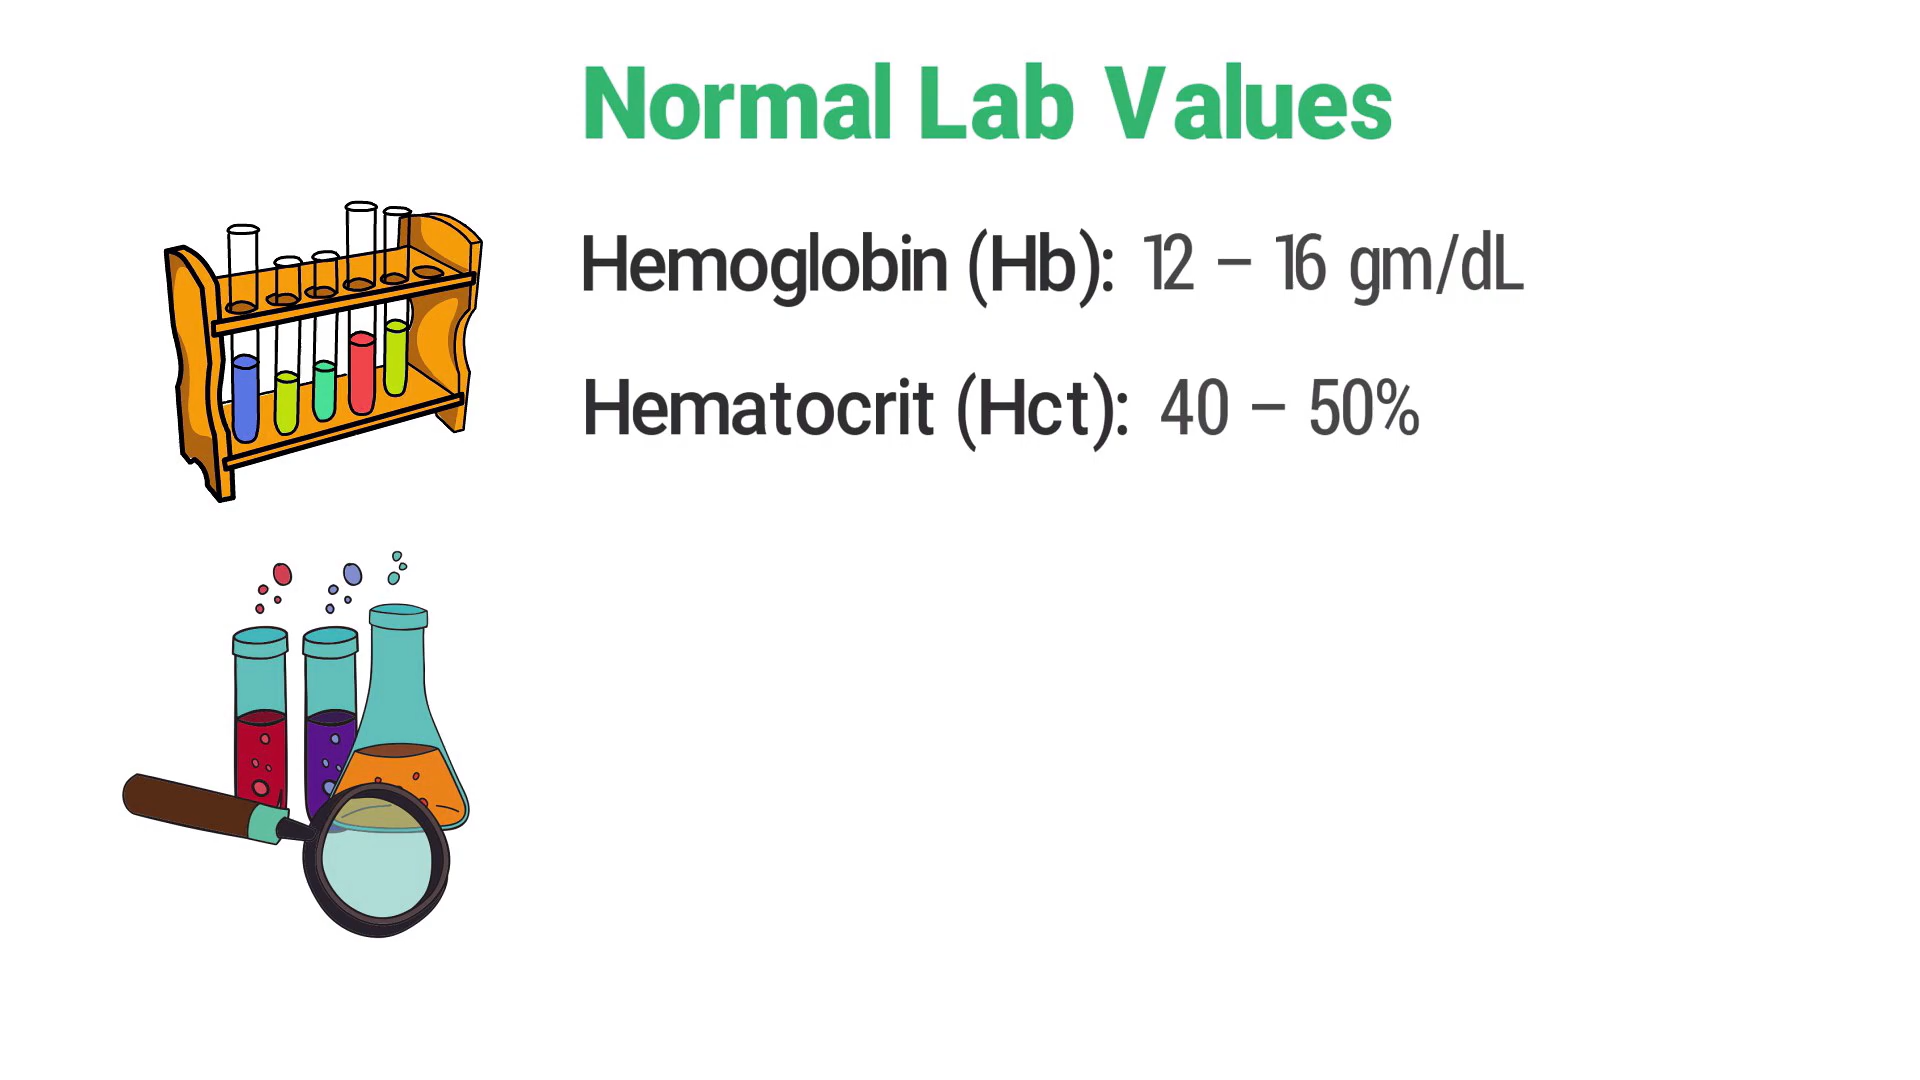 Normal Lab Values
Hemoglobin (Hb): 12 – 16 gm/dL
Hematocrit (Hct): 40 – 50%